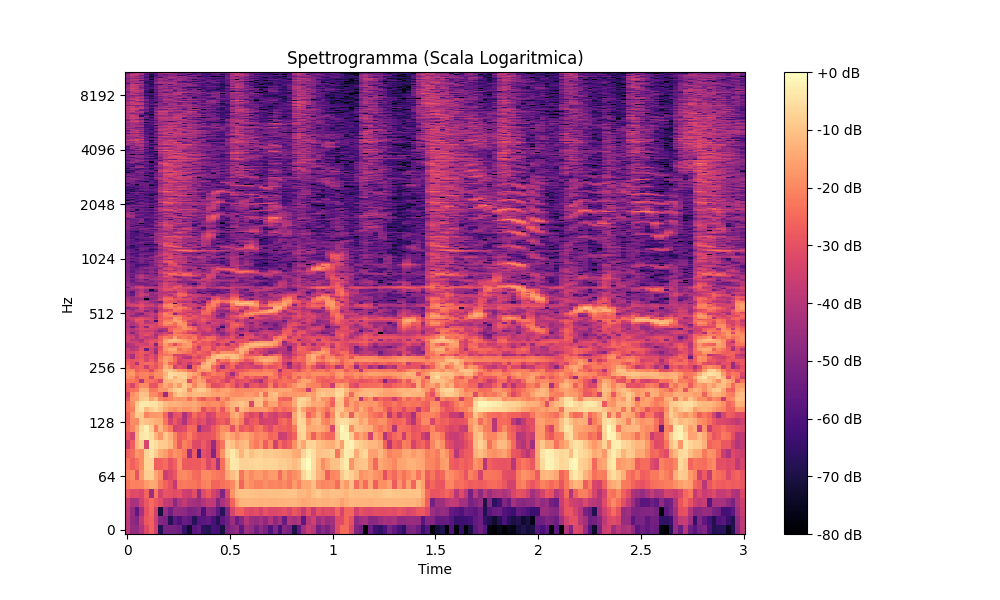 Spettrogramma (Scala Logaritmica)
8192
4096
2048
1024
512
256
128
64
0
Hz
0
0.5
1
1.5
2
2.5
3
Time
+0 dB
-10 dB
-20 dB
-30 dB
-40 dB
-50 dB
-60 dB
-70 dB
-80 dB